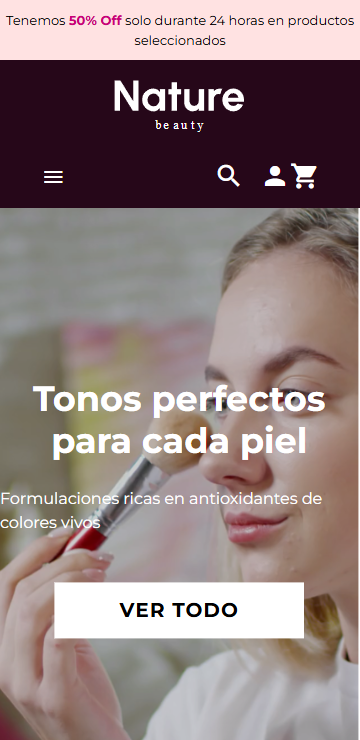 Tenemos 50% Off solo durante 24 horas en productos
seleccionados
Nature
beauty
Tonos perfectos
para cada piel
Formulaciones ricas en antioxidantes de
colores vivos
VER TODO